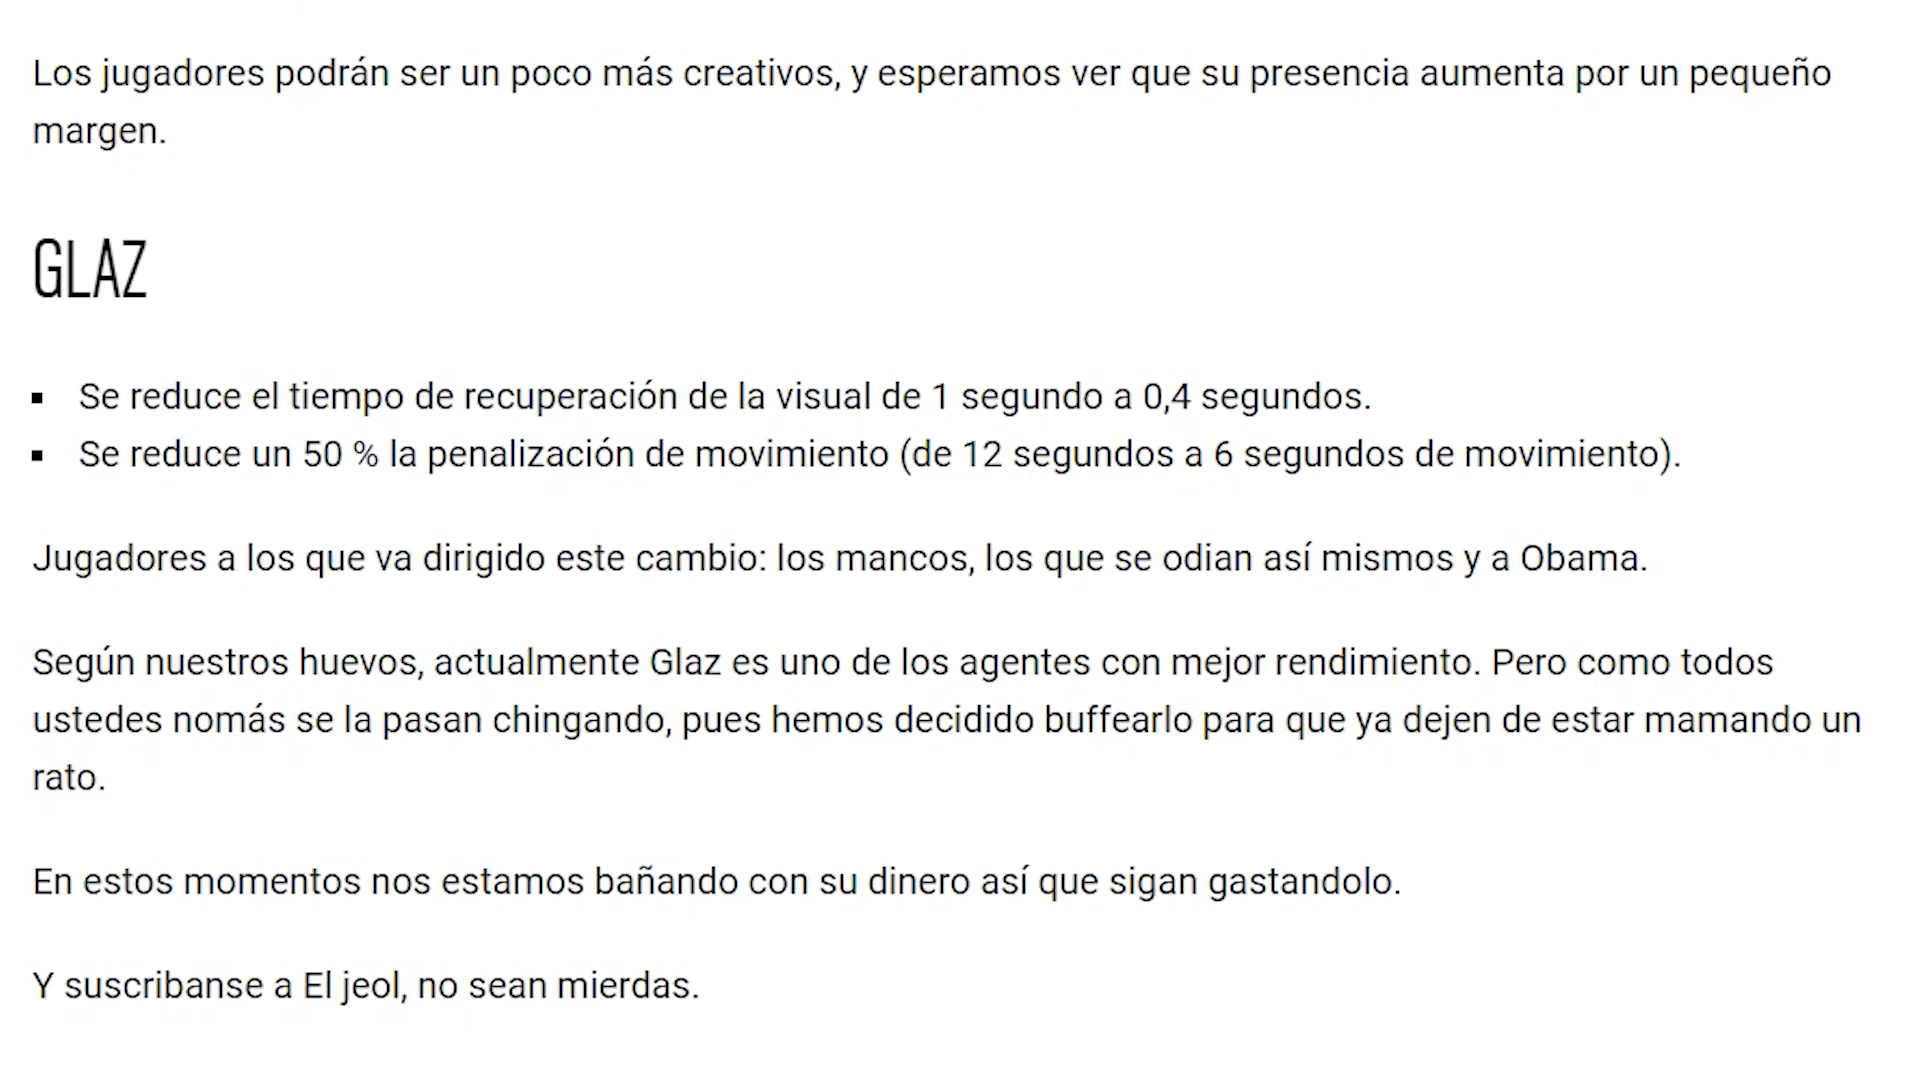 Los jugadores podrán ser un poco más creativos, y esperamos ver que su presencia aumenta por un pequeño
margen.
GLAZ
▪ Se reduce el tiempo de recuperación de la visual de 1 segundo a 0,4 segundos.
▪ Se reduce un 50 % la penalización de movimiento (de 12 segundos a 6 segundos de movimiento).
Jugadores a los que va dirigido este cambio: los mancos, los que se odian así mismos y a Obama.
Según nuestros huevos, actualmente Glaz es uno de los agentes con mejor rendimiento. Pero como todos
ustedes nomás se la pasan chingando, pues hemos decidido buffearlo para que ya dejen de estar mamando un
rato.
En estos momentos nos estamos bañando con su dinero así que sigan gastandolo.
Y suscribanse a El jeol, no sean mierdas.